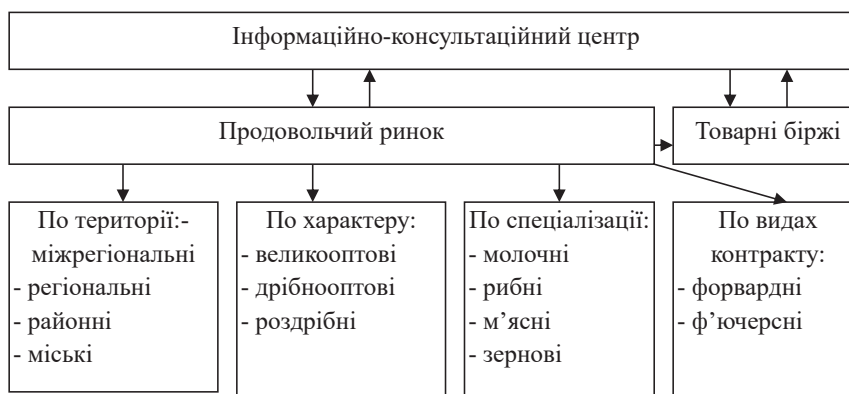 Інформаційно-консультаційний центр
Продовольчий ринок
Товарні біржі
По території:-
міжрегіональні
- регіональні
- районні
- міські
По характеру:
- великооптові
- дрібнооптові
- роздрібні
По спеціалізації:
- молочні
- рибні
- м’ясні
- зернові
По видах
контракту:
- форвардні
- ф’ючерсні